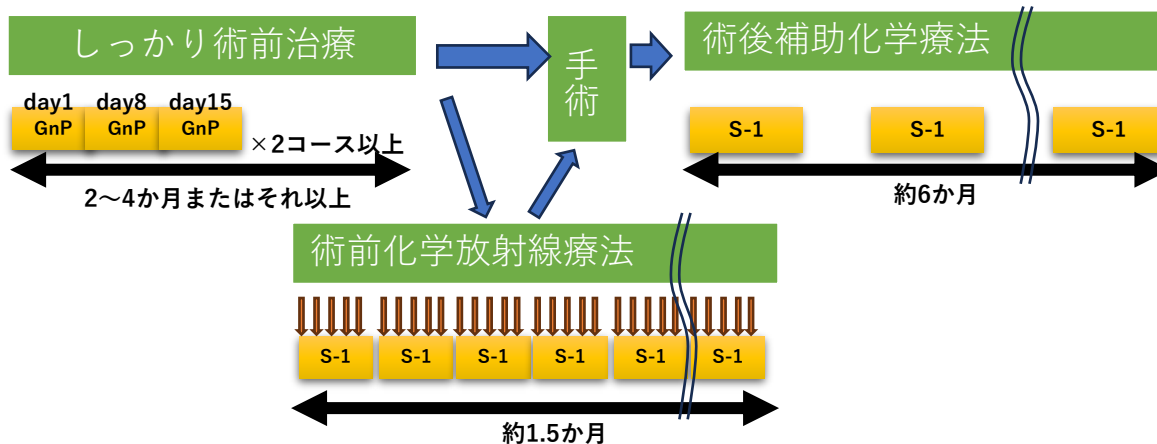 しっかり術前治療
手術
術後補助化学療法
day1 day8 day15
GnP GnP GnP
×2コース以上
2〜4か月またはそれ以上
S-1 S-1 S-1
約6か月
術前化学放射線療法
S-1 S-1 S-1 S-1 S-1 S-1
約1.5か月